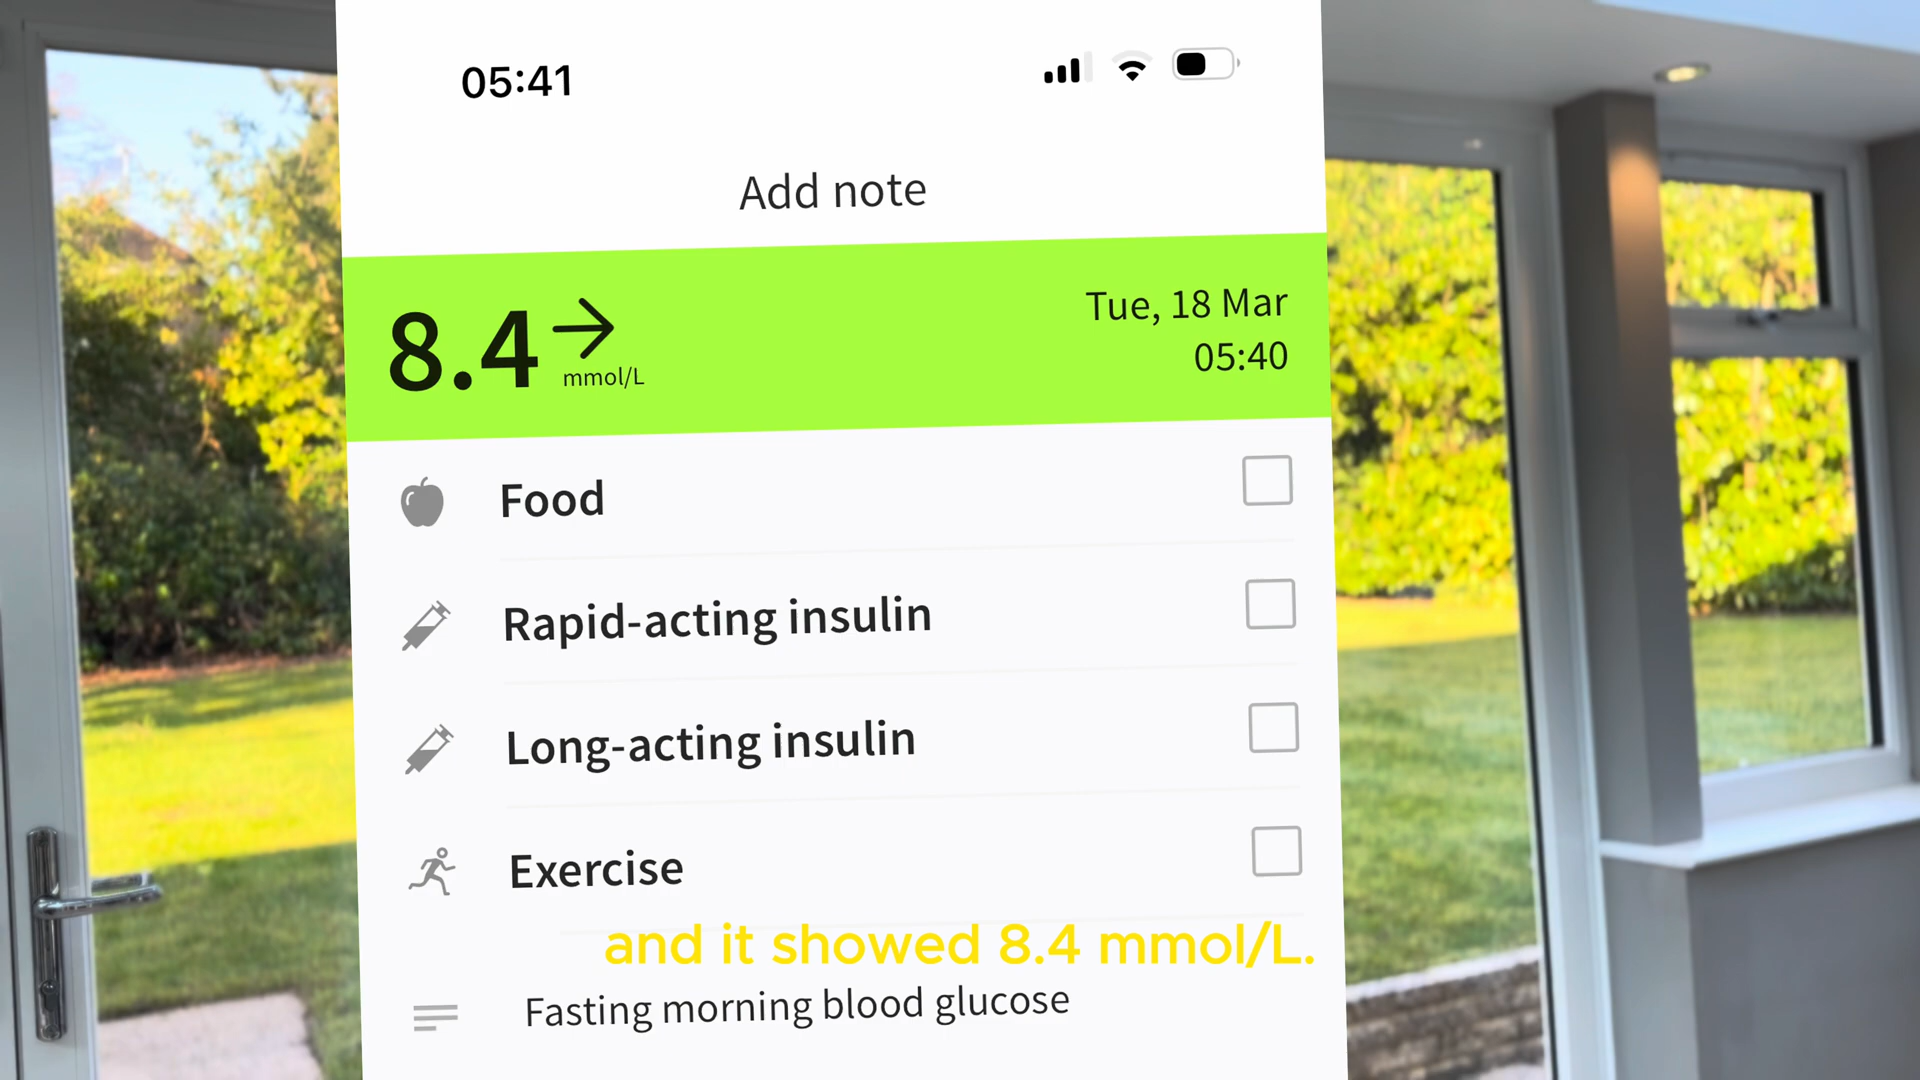 05:41
Add note
8.4
mmol/L
Tue, 18 Mar
05:40
Food
Rapid-acting insulin
Long-acting insulin
Exercise
and it showed 8.4 mmol/L.
Fasting morning blood glucose